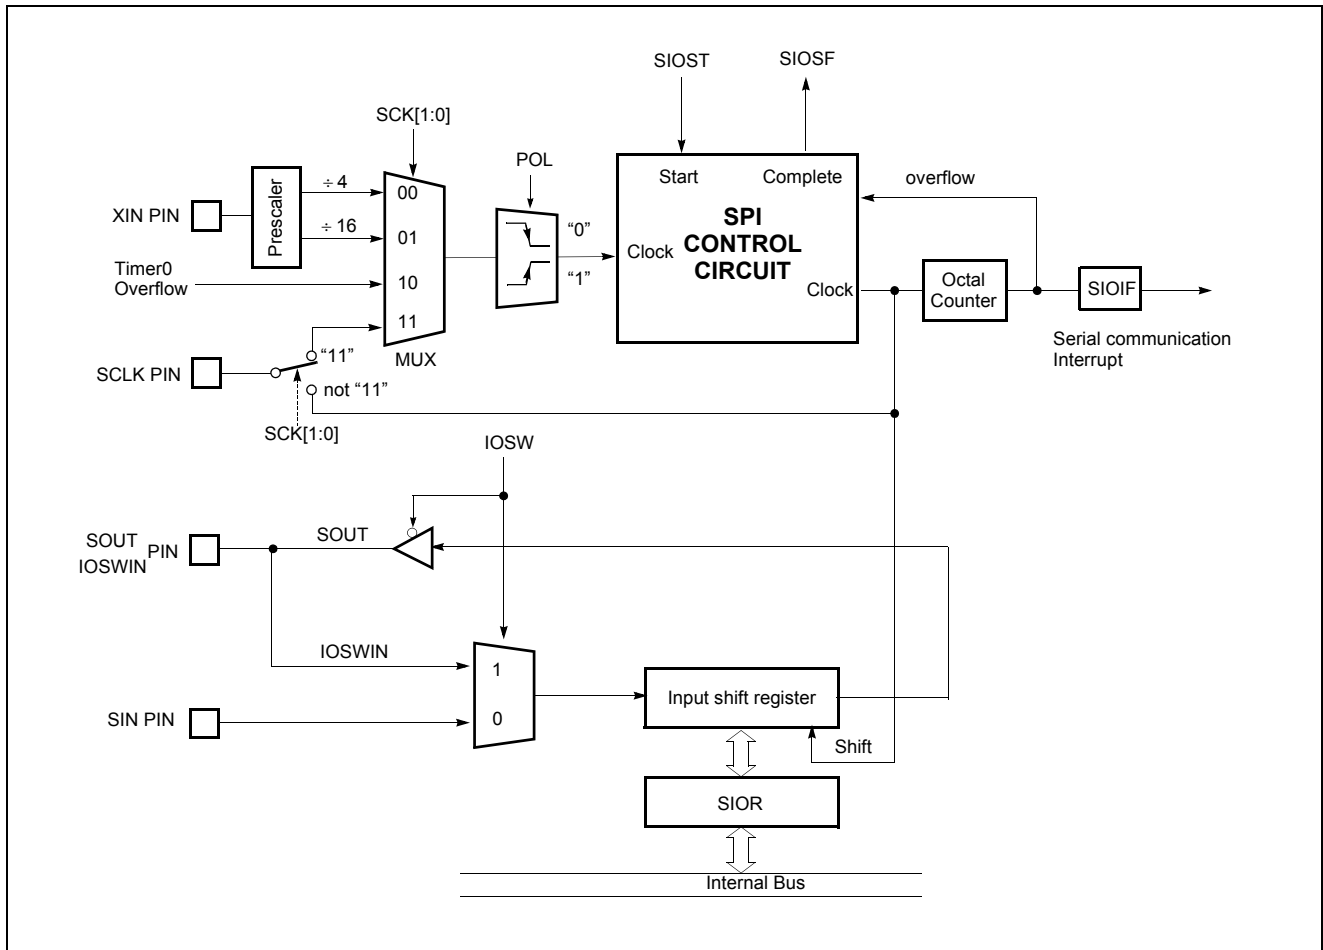 SIOST
SIOSF
SCK[1:0]
POL
XIN PIN
Prescaler
÷ 4
÷ 16
00
01
10
11
MUX
Timer0
Overflow
SCLK PIN
“11”
not “11”
SCK[1:0]
“0”
“1”
Start
Complete
SPI
CONTROL
CIRCUIT
Clock
Clock
overflow
Octal
Counter
SIOIF
Serial communication
Interrupt
IOSW
SOUT
IOSWIN
PIN
SOUT
IOSWIN
SIN PIN
1
0
Input shift register
Shift
SIOR
Internal Bus